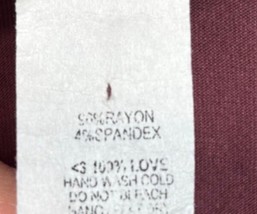 96%RAYON
4%SPANDEX
<3 100% LOVE
HAND WASH COLD
DO NOT BLEACH